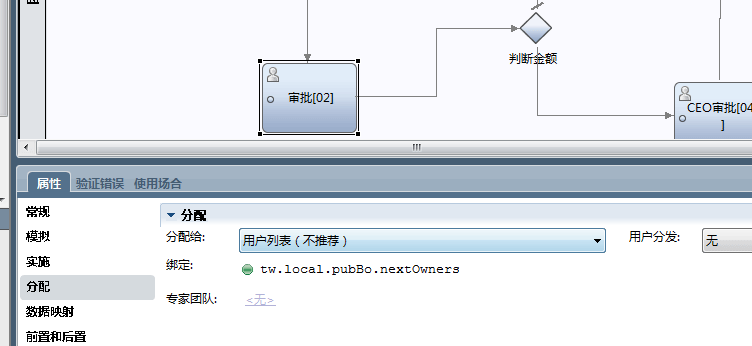 判断金额
审批[02]
CEO审批[04
]
属性 验证错误 使用场合
常规
模拟
实施
分配
数据映射
前置和后置
分配
分配给: 用户列表（不推荐） 用户分发: 无
绑定: tw.local.pubBo.nextOwners
专家团队: <无>